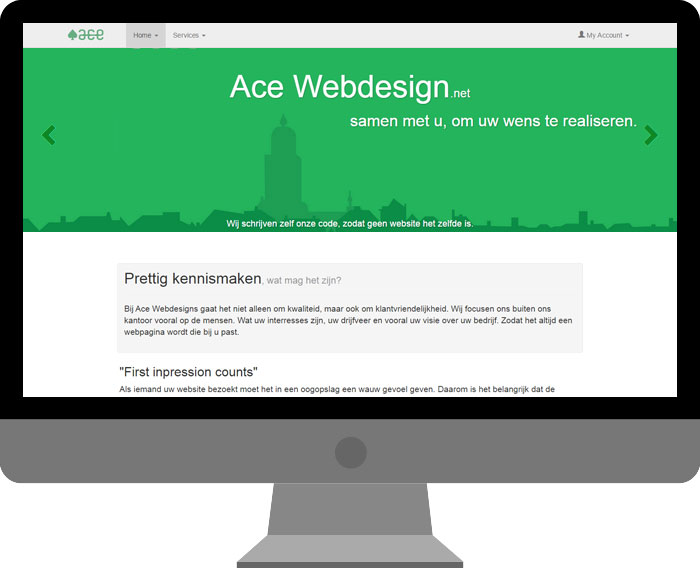 ace Home Services My Account
Ace Webdesign.net
samen met u, om uw wens te realiseren.
Wij schrijven zelf onze code, zodat geen website het zelfde is.
Prettig kennismaken, wat mag het zijn?
Bij Ace Webdesigns gaat het niet alleen om kwaliteid, maar ook om klantvriendelijkheid. Wij focusen ons buiten ons
kantoor vooral op de mensen. Wat uw interresses zijn, uw drijfveer en vooral uw visie over uw bedrijf. Zodat het altijd een
webpagina wordt die bij u past.
"First inpression counts"
Als iemand uw website bezoekt moet het in een oogopslag een wauw gevoel geven. Daarom is het belangrijk dat de